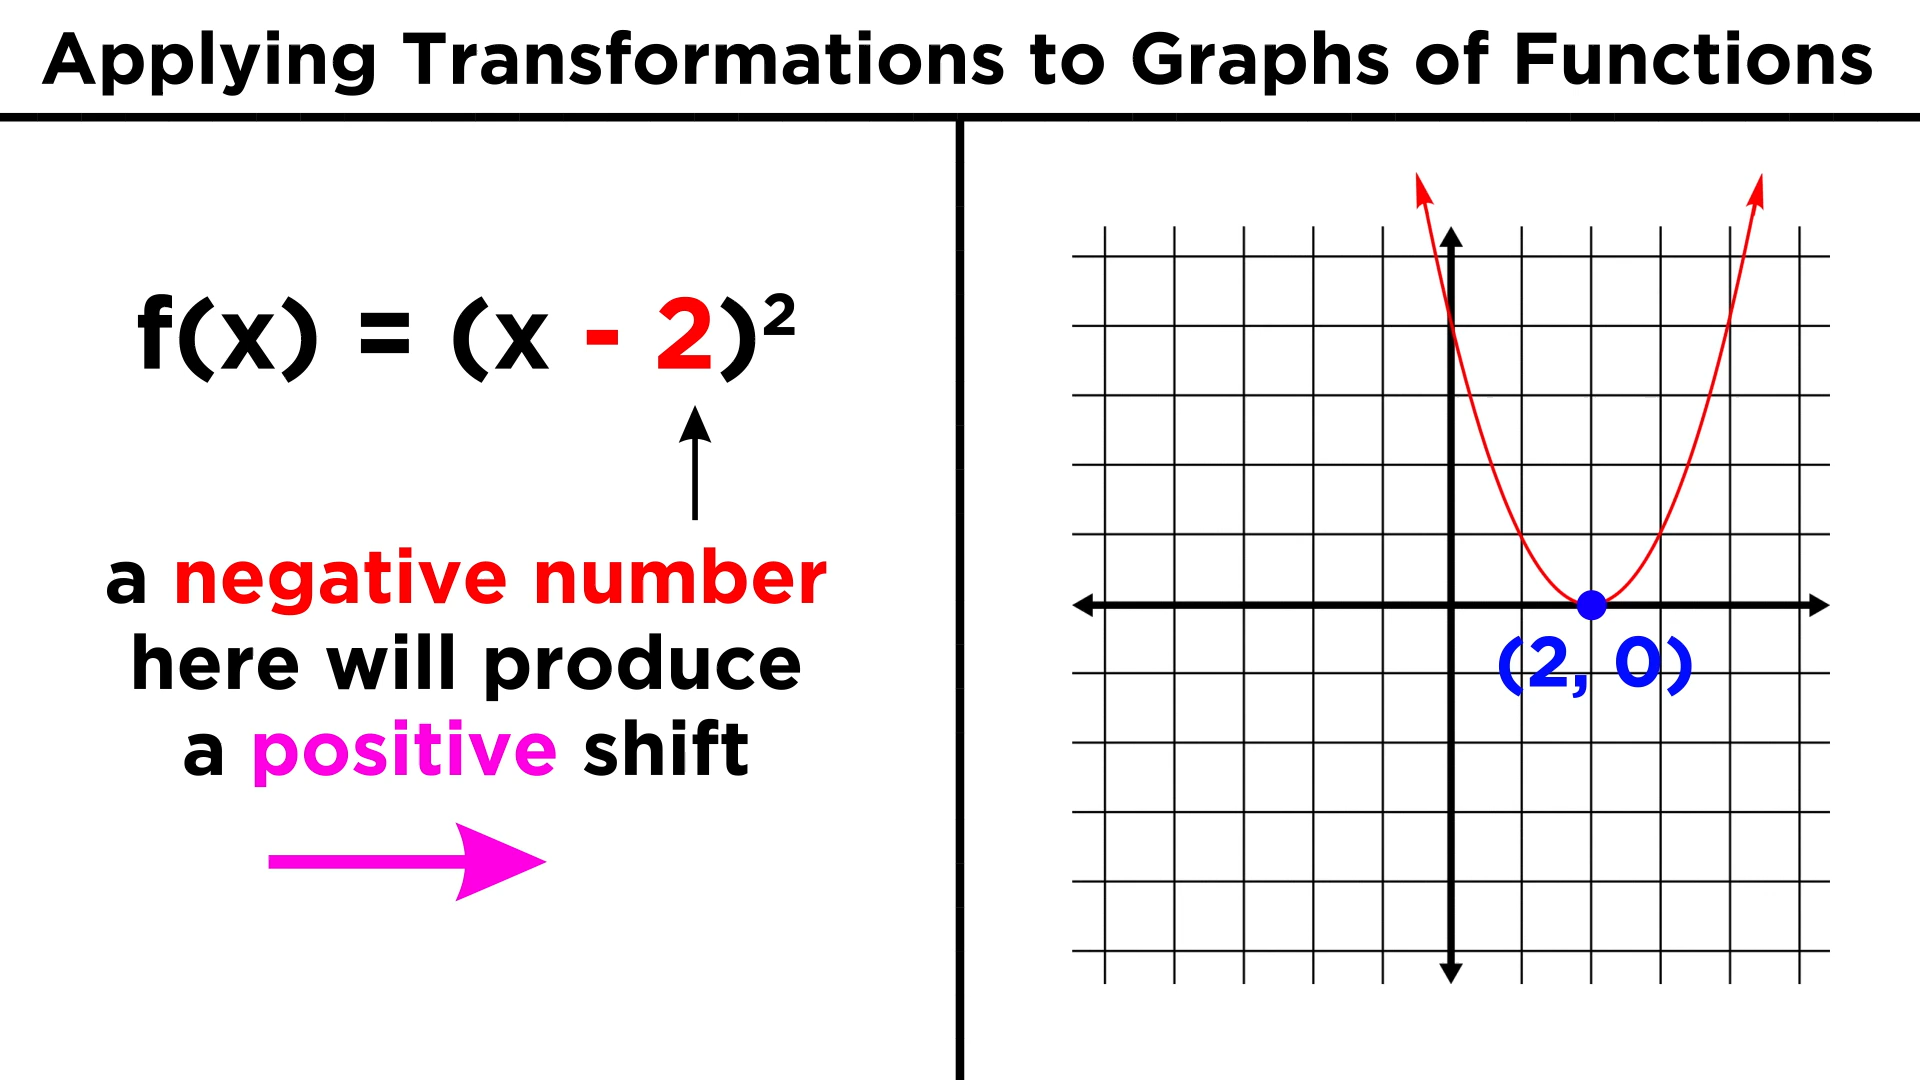 Applying Transformations to Graphs of Functions
f(x) = (x - 2)²
a negative number
here will produce
a positive shift
(2, 0)